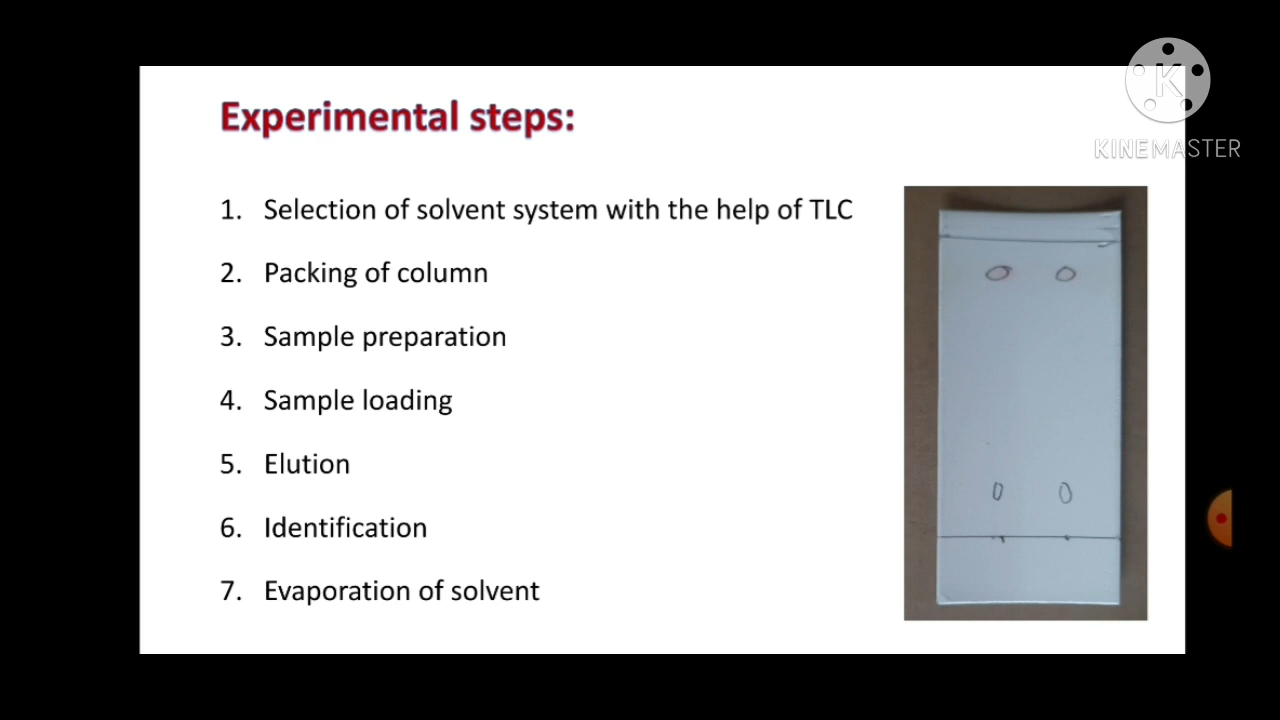 KINEMASTER
Experimental steps:
1. Selection of solvent system with the help of TLC
2. Packing of column
3. Sample preparation
4. Sample loading
5. Elution
6. Identification
7. Evaporation of solvent